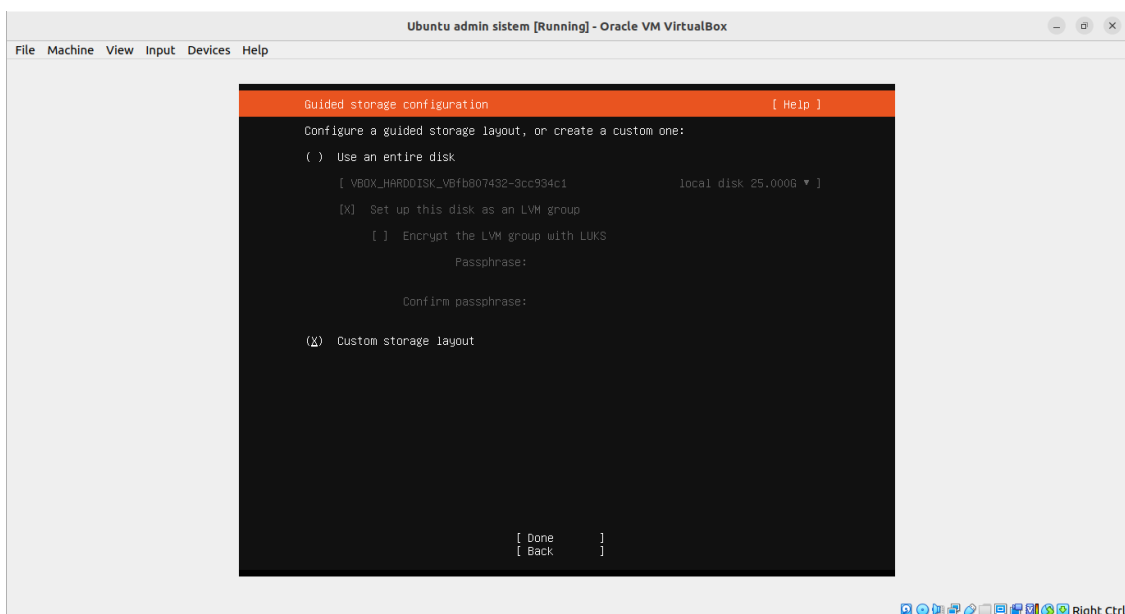 Ubuntu admin sistem [Running] - Oracle VM VirtualBox
File Machine View Input Devices Help
Guided storage configuration [ Help ]
Configure a guided storage layout, or create a custom one:
( ) Use an entire disk
[ VBOX_HARDDISK_VBfb807432-3cc934c1 local disk 25.000G ▾ ]
[X] Set up this disk as an LVM group
[ ] Encrypt the LVM group with LUKS
Passphrase:
Confirm passphrase:
(X) Custom storage layout
[ Done ]
[ Back ]
Right Ctrl